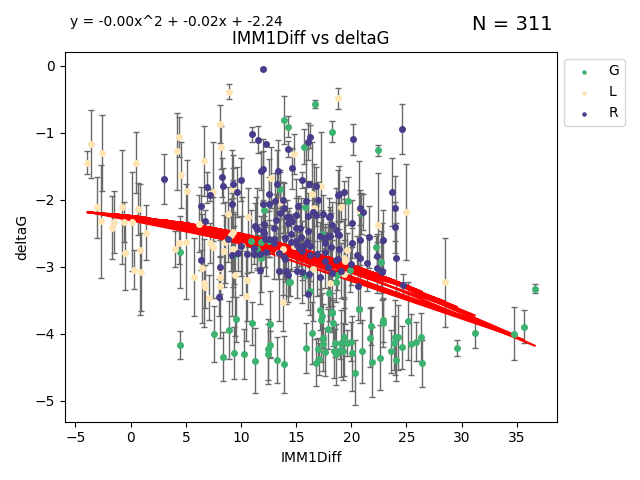 y = -0.00x^2 + -0.02x + -2.24
N = 311
IMM1Diff vs deltaG
G
L
R
0
−1
−2
−3
−4
−5
deltaG
−5 0 5 10 15 20 25 30 35
IMM1Diff